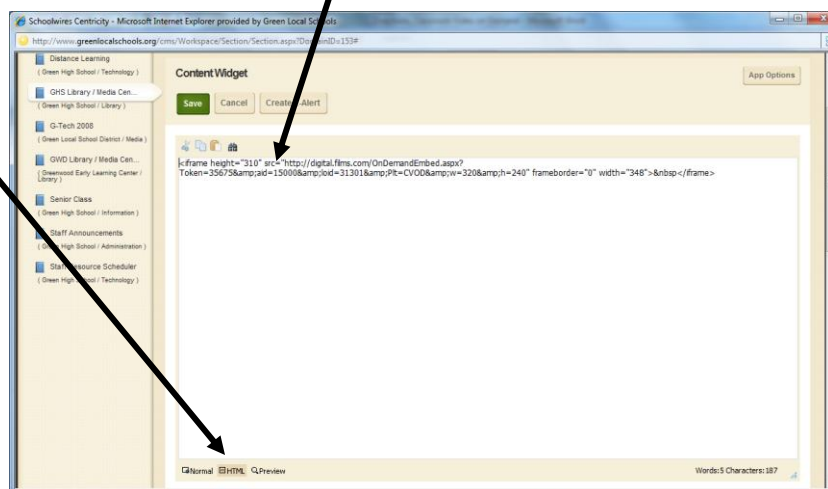 Schoolwires Centricity - Microsoft Internet Explorer provided by Green Local Schools
http://www.greenlocalschools.org/cms/Workspace/Section/Section.aspx?DomainID=153#
Distance Learning
( Green High School / Technology )
GHS Library / Media Cen...
( Green High School / Library )
G-Tech 2008
( Green Local School District / Media )
GWD Library / Media Cen...
( Greenwood Early Learning Center /
Library )
Senior Class
( Green High School / Information )
Staff Announcements
( Green High School / Administration )
Staff Resource Scheduler
( Green High School / Technology )
Content Widget
App Options
Save Cancel Create Alert
<iframe height="310" src="http://digital.films.com/OnDemandEmbed.aspx?
Token=35675&amp;aid=15000&amp;loid=31301&amp;Plt=CVOD&amp;w=320&amp;h=240" frameborder="0" width="348">&nbsp</iframe>
Normal HTML Preview
Words:5 Characters:187